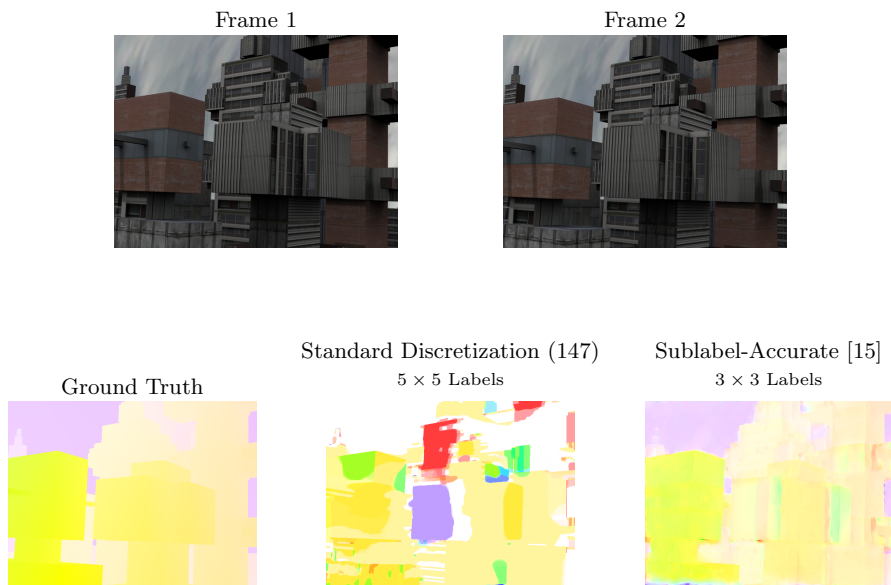 Frame 1
Frame 2
Standard Discretization (147)
Sublabel-Accurate [15]
Ground Truth
5 × 5 Labels
3 × 3 Labels